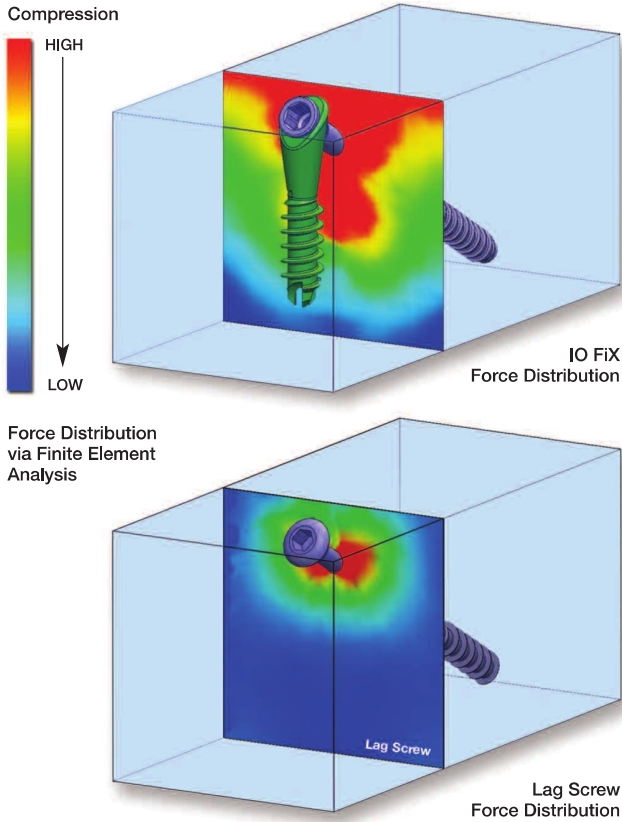 Compression
HIGH
LOW
IO FiX
Force Distribution
Force Distribution
via Finite Element
Analysis
Lag Screw
Lag Screw
Force Distribution